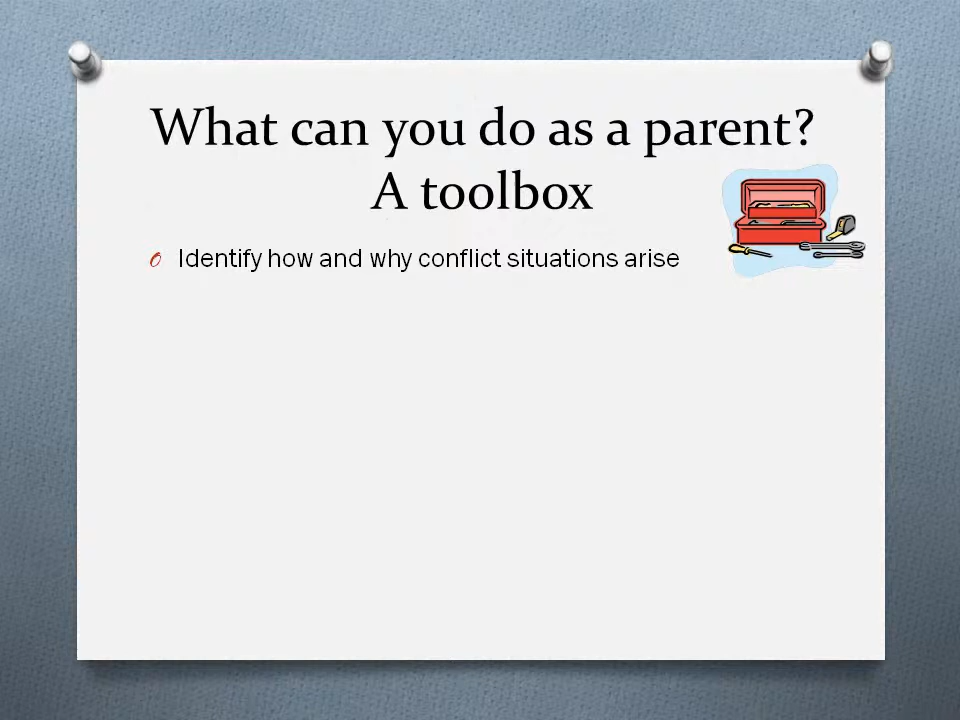 What can you do as a parent?
A toolbox
Identify how and why conflict situations arise